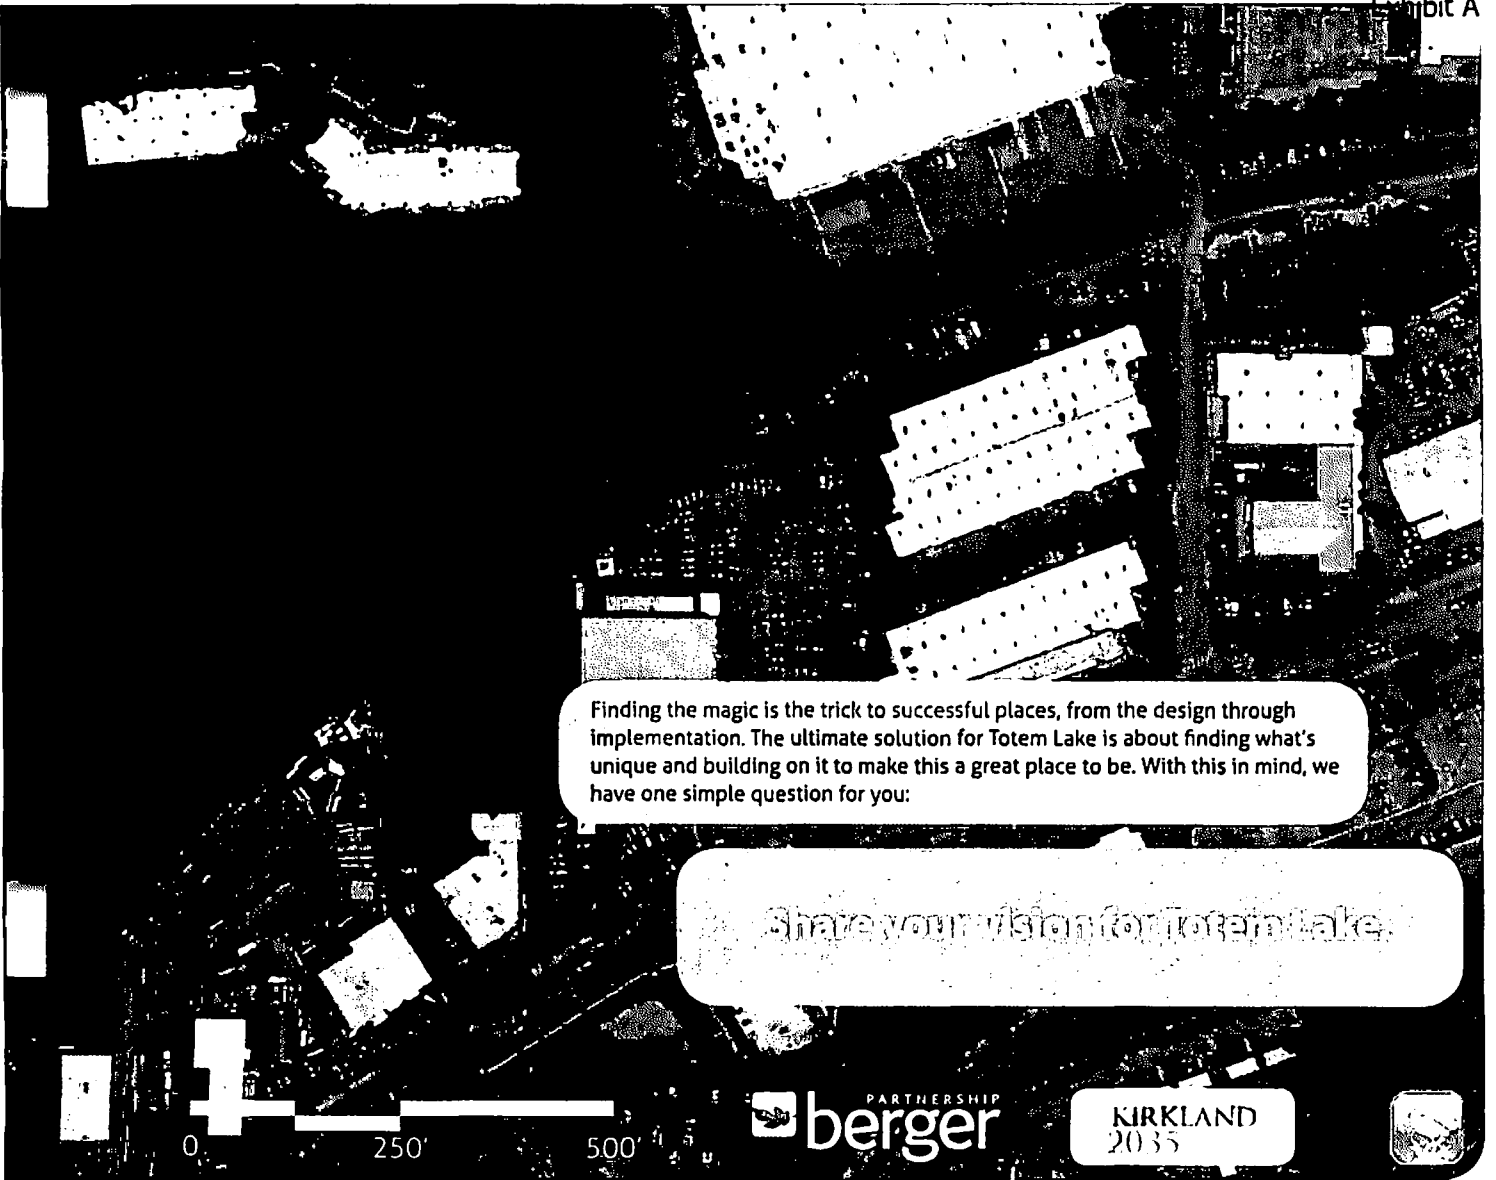 Exhibit A
Finding the magic is the trick to successful places, from the design through
implementation. The ultimate solution for Totem Lake is about finding what's
unique and building on it to make this a great place to be. With this in mind, we
have one simple question for you:
Share your vision for Totem Lake.
0 250' 500'
PARTNERSHIP
berger
KIRKLAND
2035